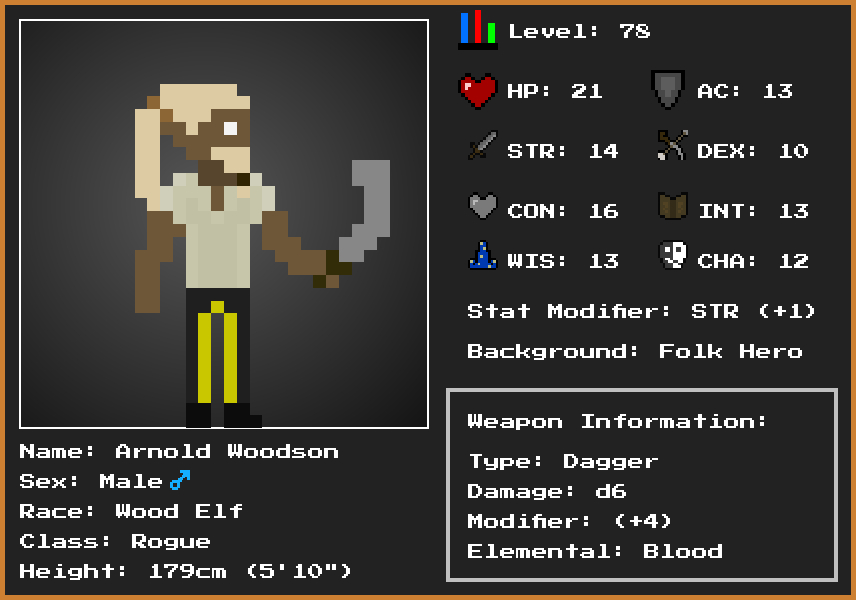 Level: 78
HP: 21 AC: 13
STR: 14 DEX: 10
CON: 16 INT: 13
WIS: 13 CHA: 12
Stat Modifier: STR (+1)
Background: Folk Hero
Weapon Information:
Type: Dagger
Damage: d6
Modifier: (+4)
Elemental: Blood
Name: Arnold Woodson
Sex: Male♂
Race: Wood Elf
Class: Rogue
Height: 179cm (5'10")